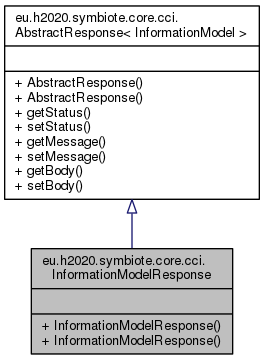 eu.h2020.symbiote.core.cci.
AbstractResponse< InformationModel >
+ AbstractResponse()
+ AbstractResponse()
+ getStatus()
+ setStatus()
+ getMessage()
+ setMessage()
+ getBody()
+ setBody()
eu.h2020.symbiote.core.cci.
InformationModelResponse
+ InformationModelResponse()
+ InformationModelResponse()